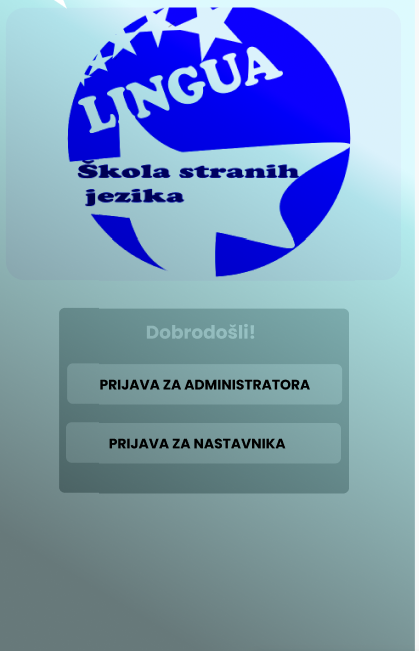 LINGUA
Škola stranih
jezika
Dobrodošli!
PRIJAVA ZA ADMINISTRATORA
PRIJAVA ZA NASTAVNIKA